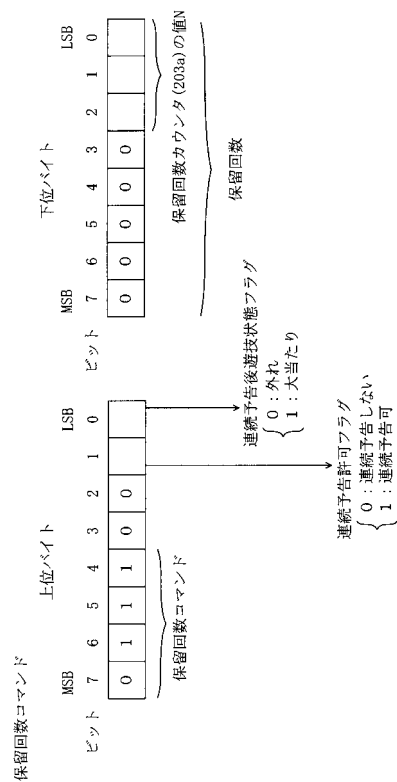 保留回数コマンド
上位バイト
MSB LSB
ビット 7 6 5 4 3 2 1 0
0 1 1 1 0 0
保留回数コマンド
連続予告後遊技状態フラグ
0:外れ
1:大当たり
連続予告許可フラグ
0:連続予告しない
1:連続予告可
下位バイト
MSB LSB
ビット 7 6 5 4 3 2 1 0
0 0 0 0 0
保留回数カウンタ(203a)の値N
保留回数